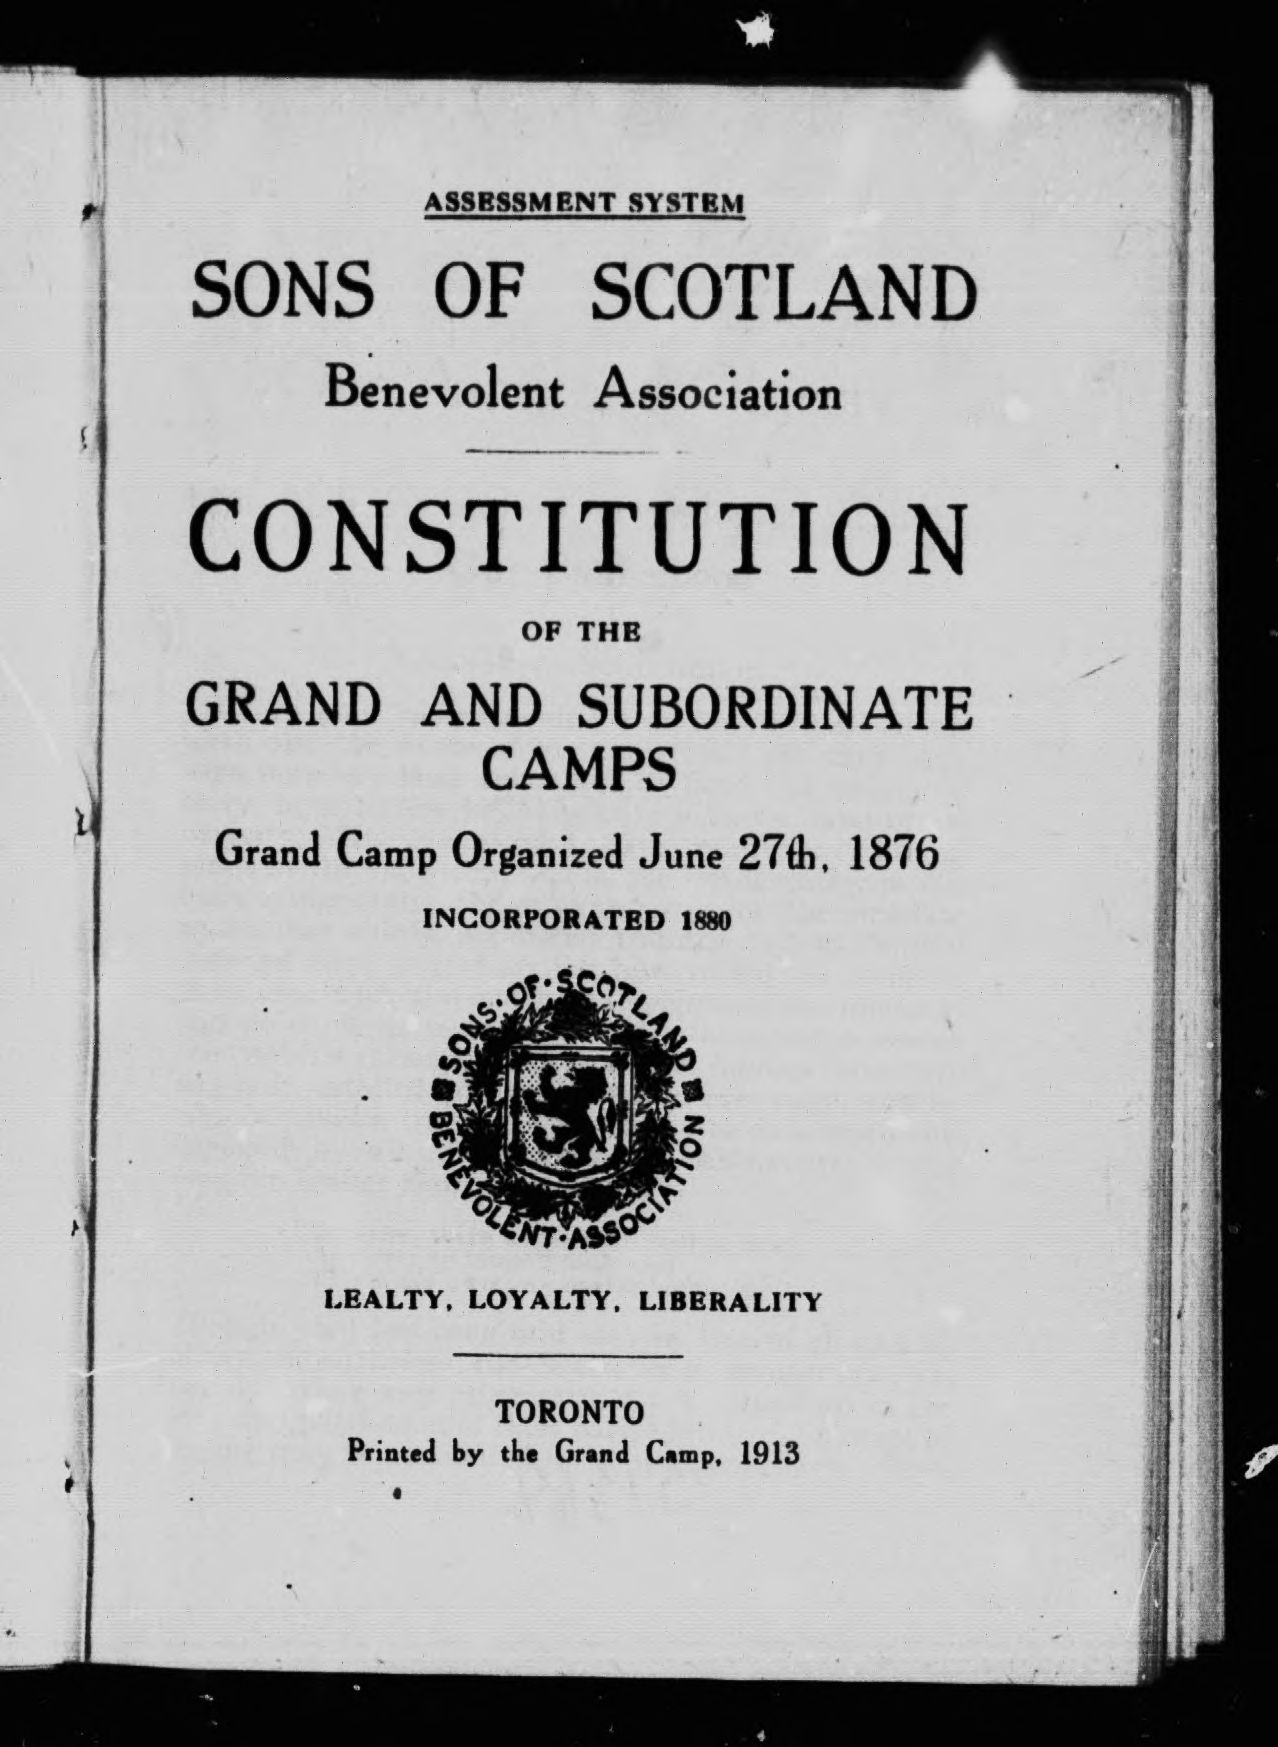 ASSESSMENT SYSTEM
SONS OF SCOTLAND
Benevolent Association
CONSTITUTION
OF THE
GRAND AND SUBORDINATE
CAMPS
Grand Camp Organized June 27th, 1876
INCORPORATED 1880
SONS·OF·SCOTLAND
BENEVOLENT·ASSOCIATION
LEALTY, LOYALTY, LIBERALITY
TORONTO
Printed by the Grand Camp, 1913